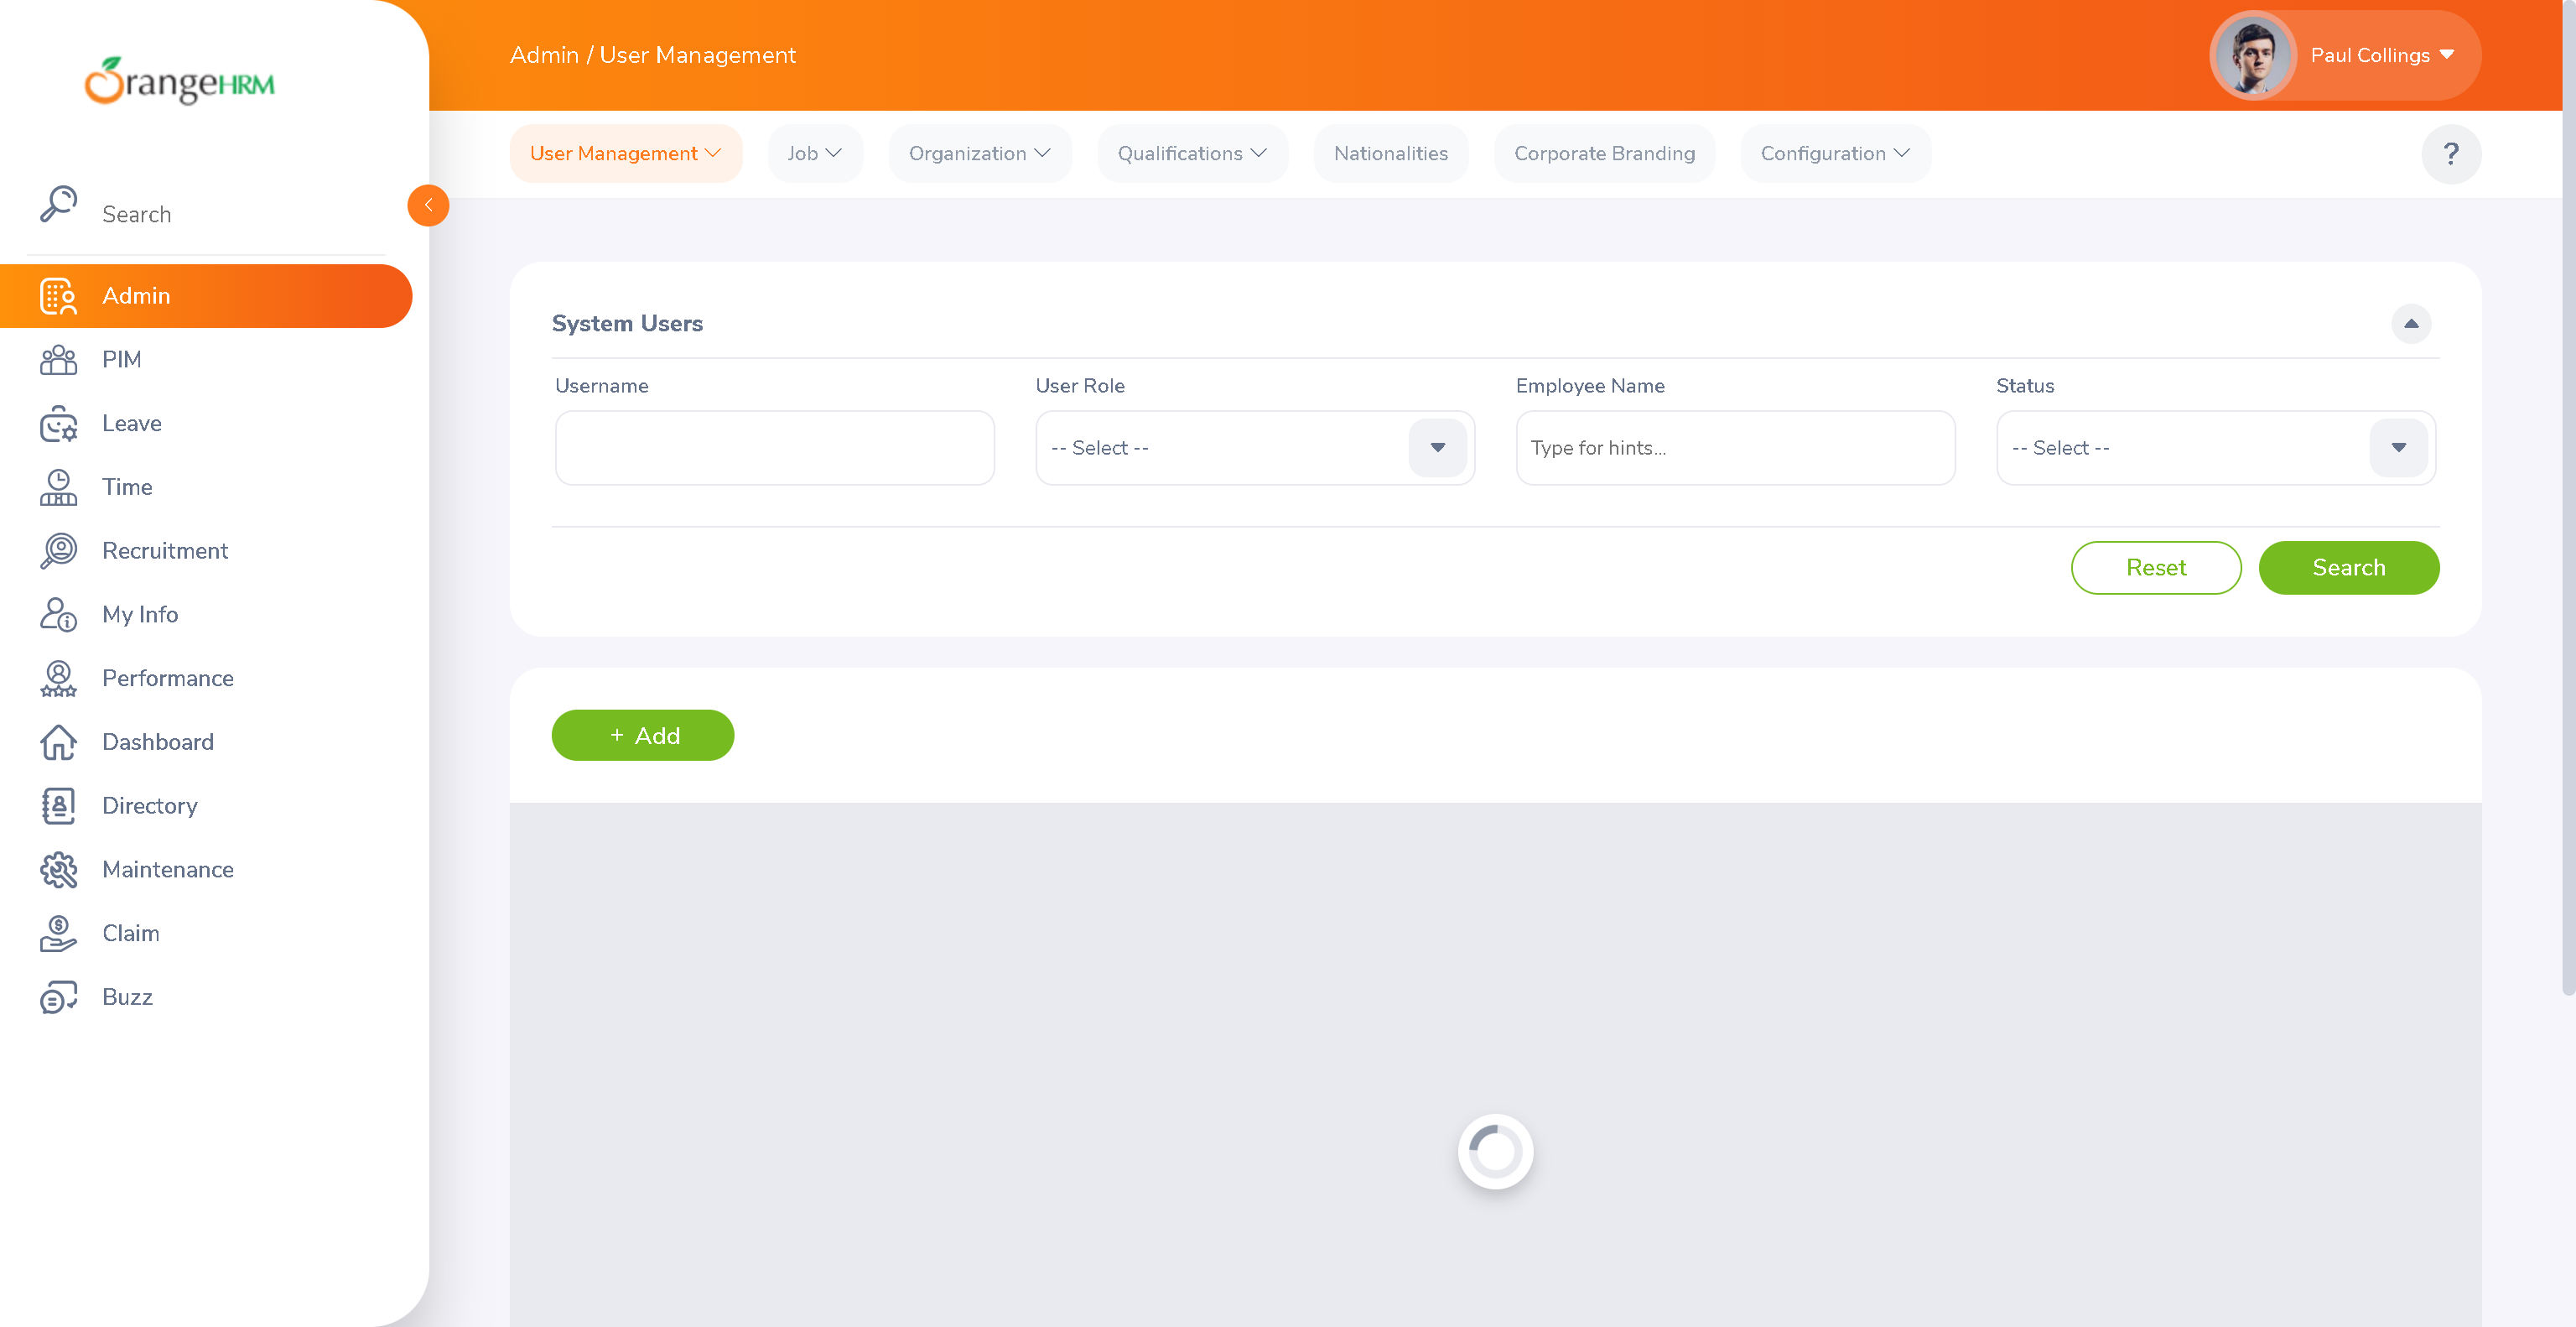 OrangeHRM
Search
Admin
PIM
Leave
Time
Recruitment
My Info
Performance
Dashboard
Directory
Maintenance
Claim
Buzz
Admin / User Management
Paul Collings
User Management
Job
Organization
Qualifications
Nationalities
Corporate Branding
Configuration
?
System Users
Username
User Role
Employee Name
Status
-- Select --
Type for hints...
-- Select --
Reset
Search
+ Add